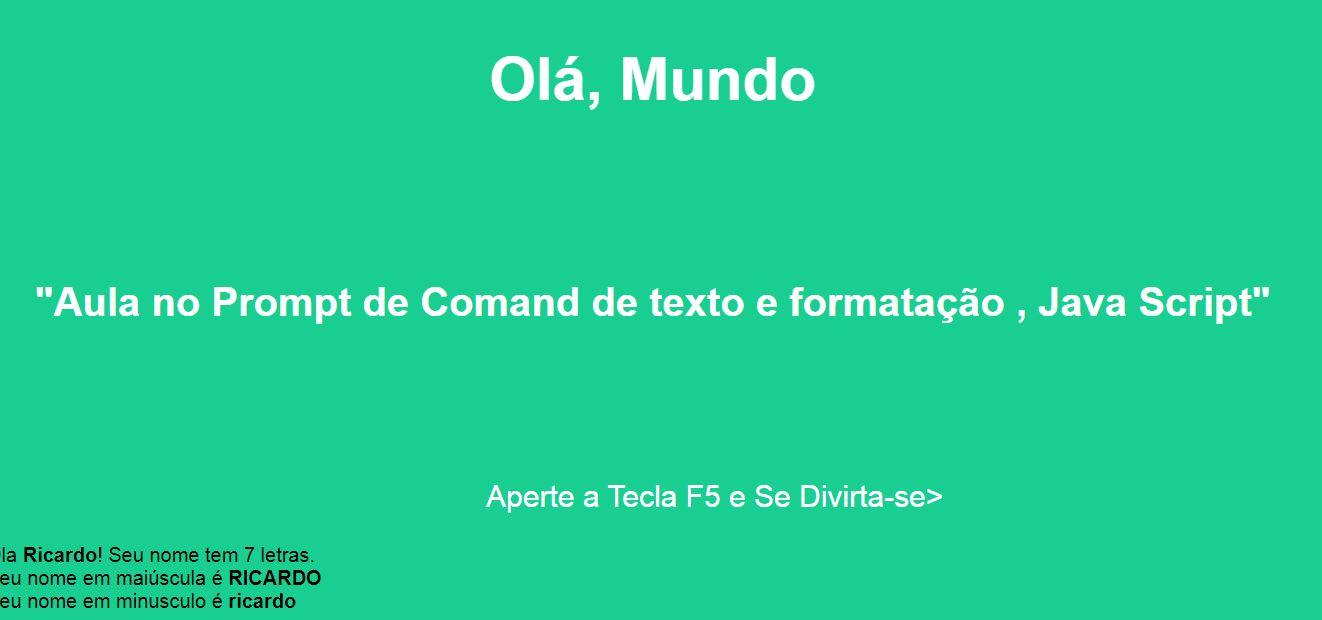 Olá, Mundo
"Aula no Prompt de Comand de texto e formatação , Java Script"
Aperte a Tecla F5 e Se Divirta-se>
la Ricardo! Seu nome tem 7 letras.
eu nome em maiúscula é RICARDO
eu nome em minusculo é ricardo